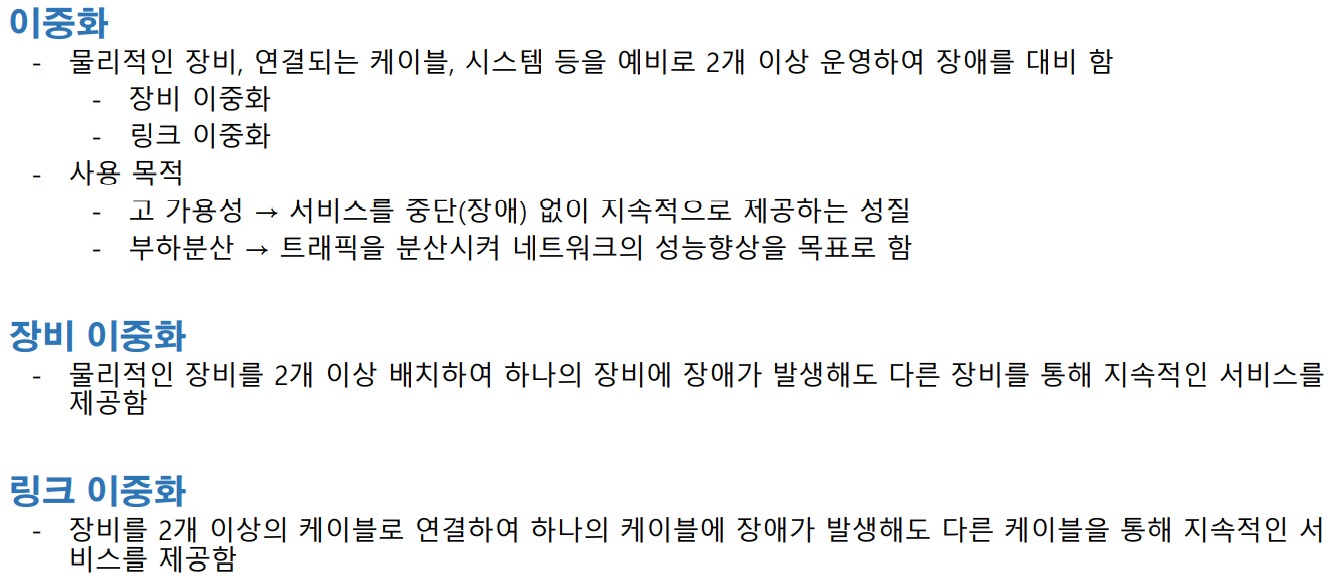 이중화
- 물리적인 장비, 연결되는 케이블, 시스템 등을 예비로 2개 이상 운영하여 장애를 대비 함
- 장비 이중화
- 링크 이중화
- 사용 목적
- 고 가용성 → 서비스를 중단(장애) 없이 지속적으로 제공하는 성질
- 부하분산 → 트래픽을 분산시켜 네트워크의 성능향상을 목표로 함
장비 이중화
- 물리적인 장비를 2개 이상 배치하여 하나의 장비에 장애가 발생해도 다른 장비를 통해 지속적인 서비스를
제공함
링크 이중화
- 장비를 2개 이상의 케이블로 연결하여 하나의 케이블에 장애가 발생해도 다른 케이블을 통해 지속적인 서
비스를 제공함